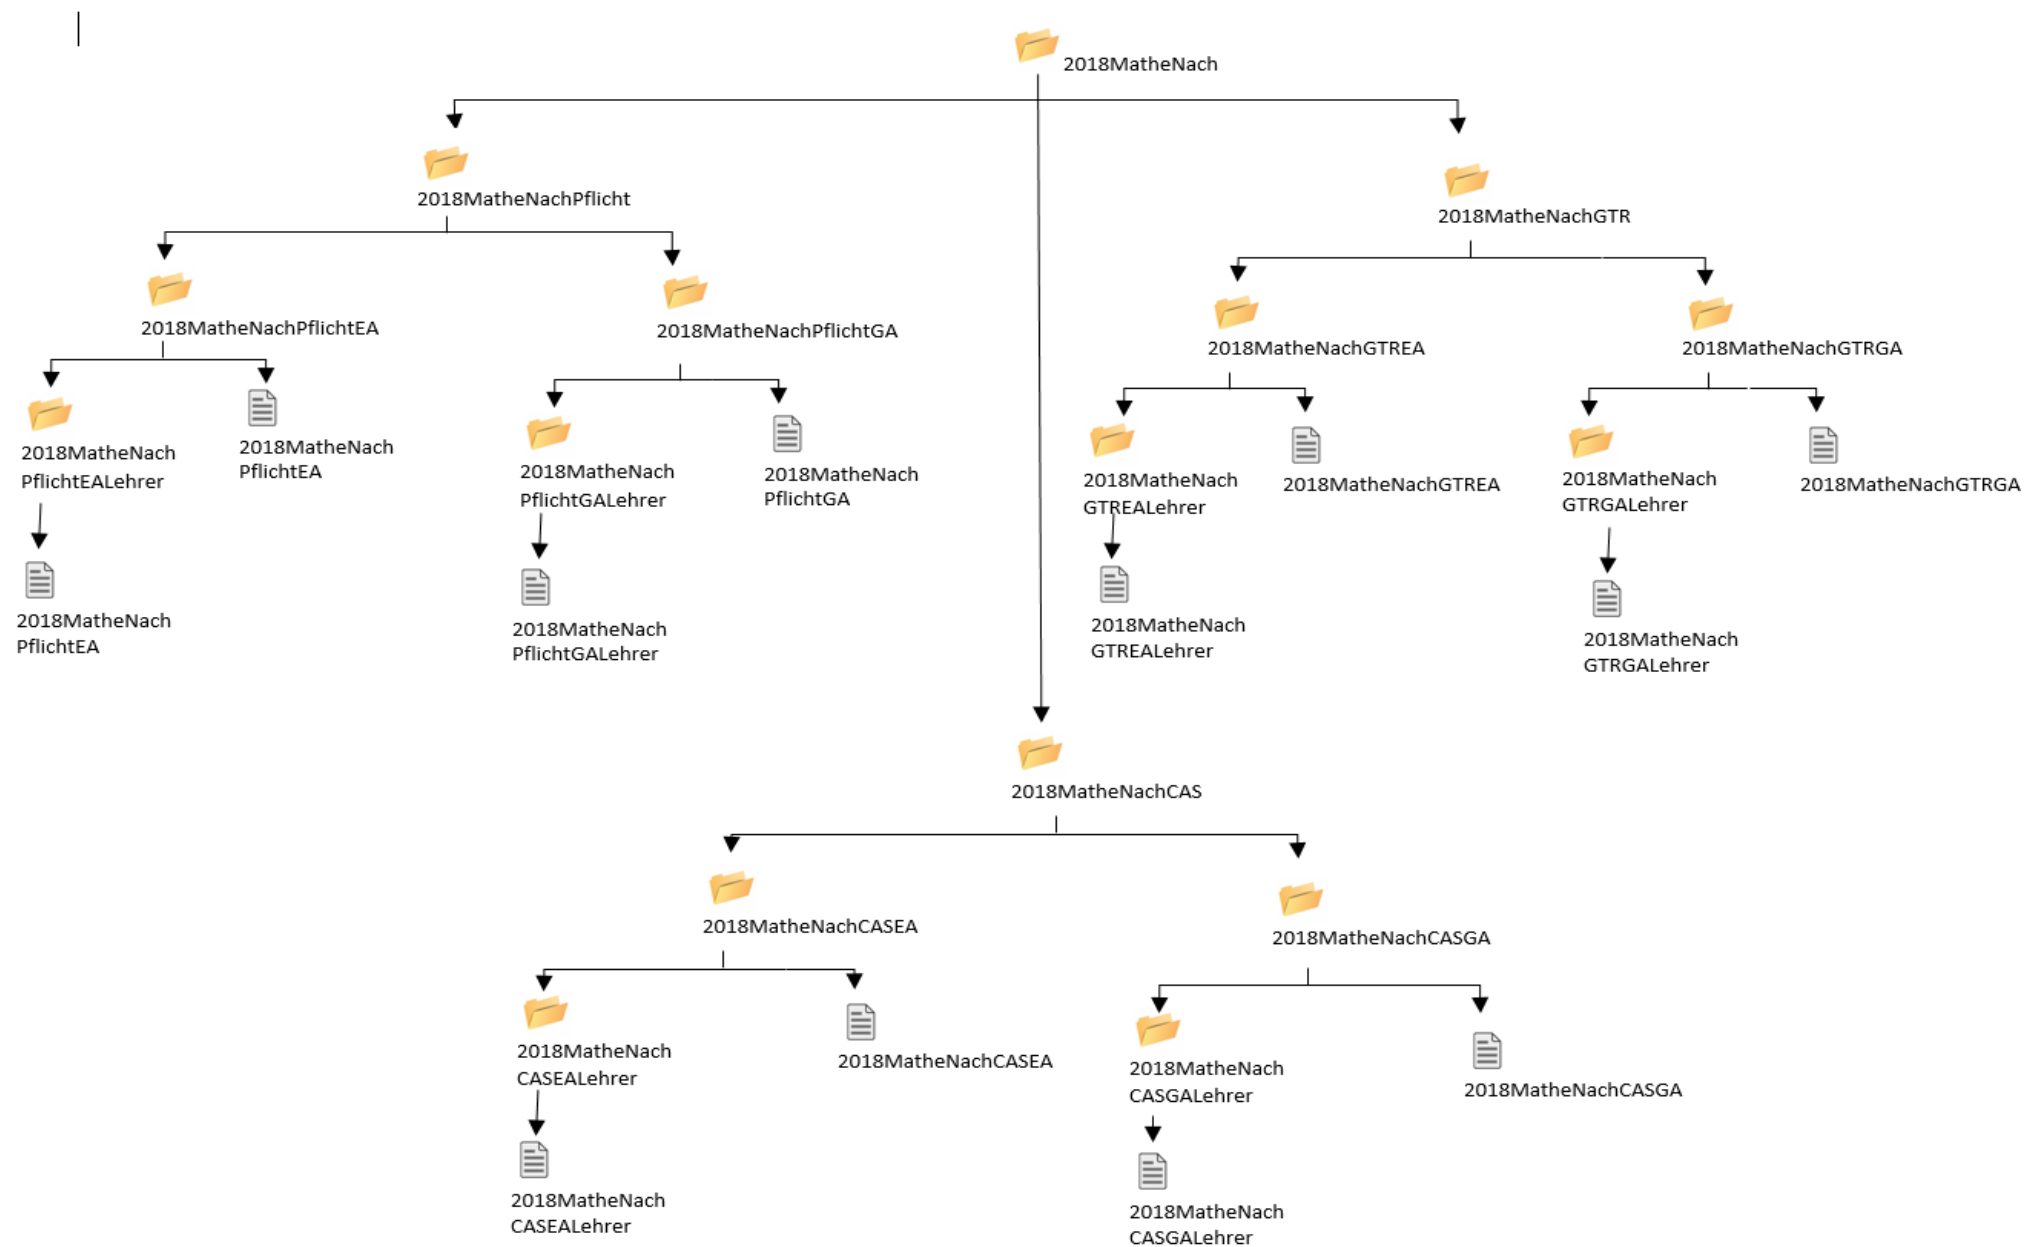 2018MatheNach
2018MatheNachPflicht
2018MatheNachGTR
2018MatheNachPflichtEA
2018MatheNachPflichtGA
2018MatheNachGTREA
2018MatheNachGTRGA
2018MatheNach
PflichtEALehrer
2018MatheNach
PflichtEA
2018MatheNach
PflichtGALehrer
2018MatheNach
PflichtGA
2018MatheNach
GTREALehrer
2018MatheNachGTREA
2018MatheNach
GTRGALehrer
2018MatheNachGTRGA
2018MatheNach
PflichtEA
2018MatheNach
PflichtGALehrer
2018MatheNach
GTREALehrer
2018MatheNach
GTRGALehrer
2018MatheNachCAS
2018MatheNachCASEA
2018MatheNachCASGA
2018MatheNach
CASEALehrer
2018MatheNachCASEA
2018MatheNach
CASGALehrer
2018MatheNachCASGA
2018MatheNach
CASEALehrer
2018MatheNach
CASGALehrer